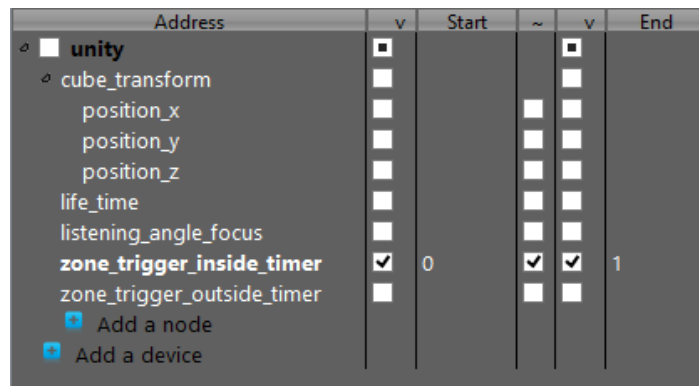 Address v Start ~ v End
unity
cube_transform
position_x
position_y
position_z
life_time
listening_angle_focus
zone_trigger_inside_timer 0 1
zone_trigger_outside_timer
Add a node
Add a device